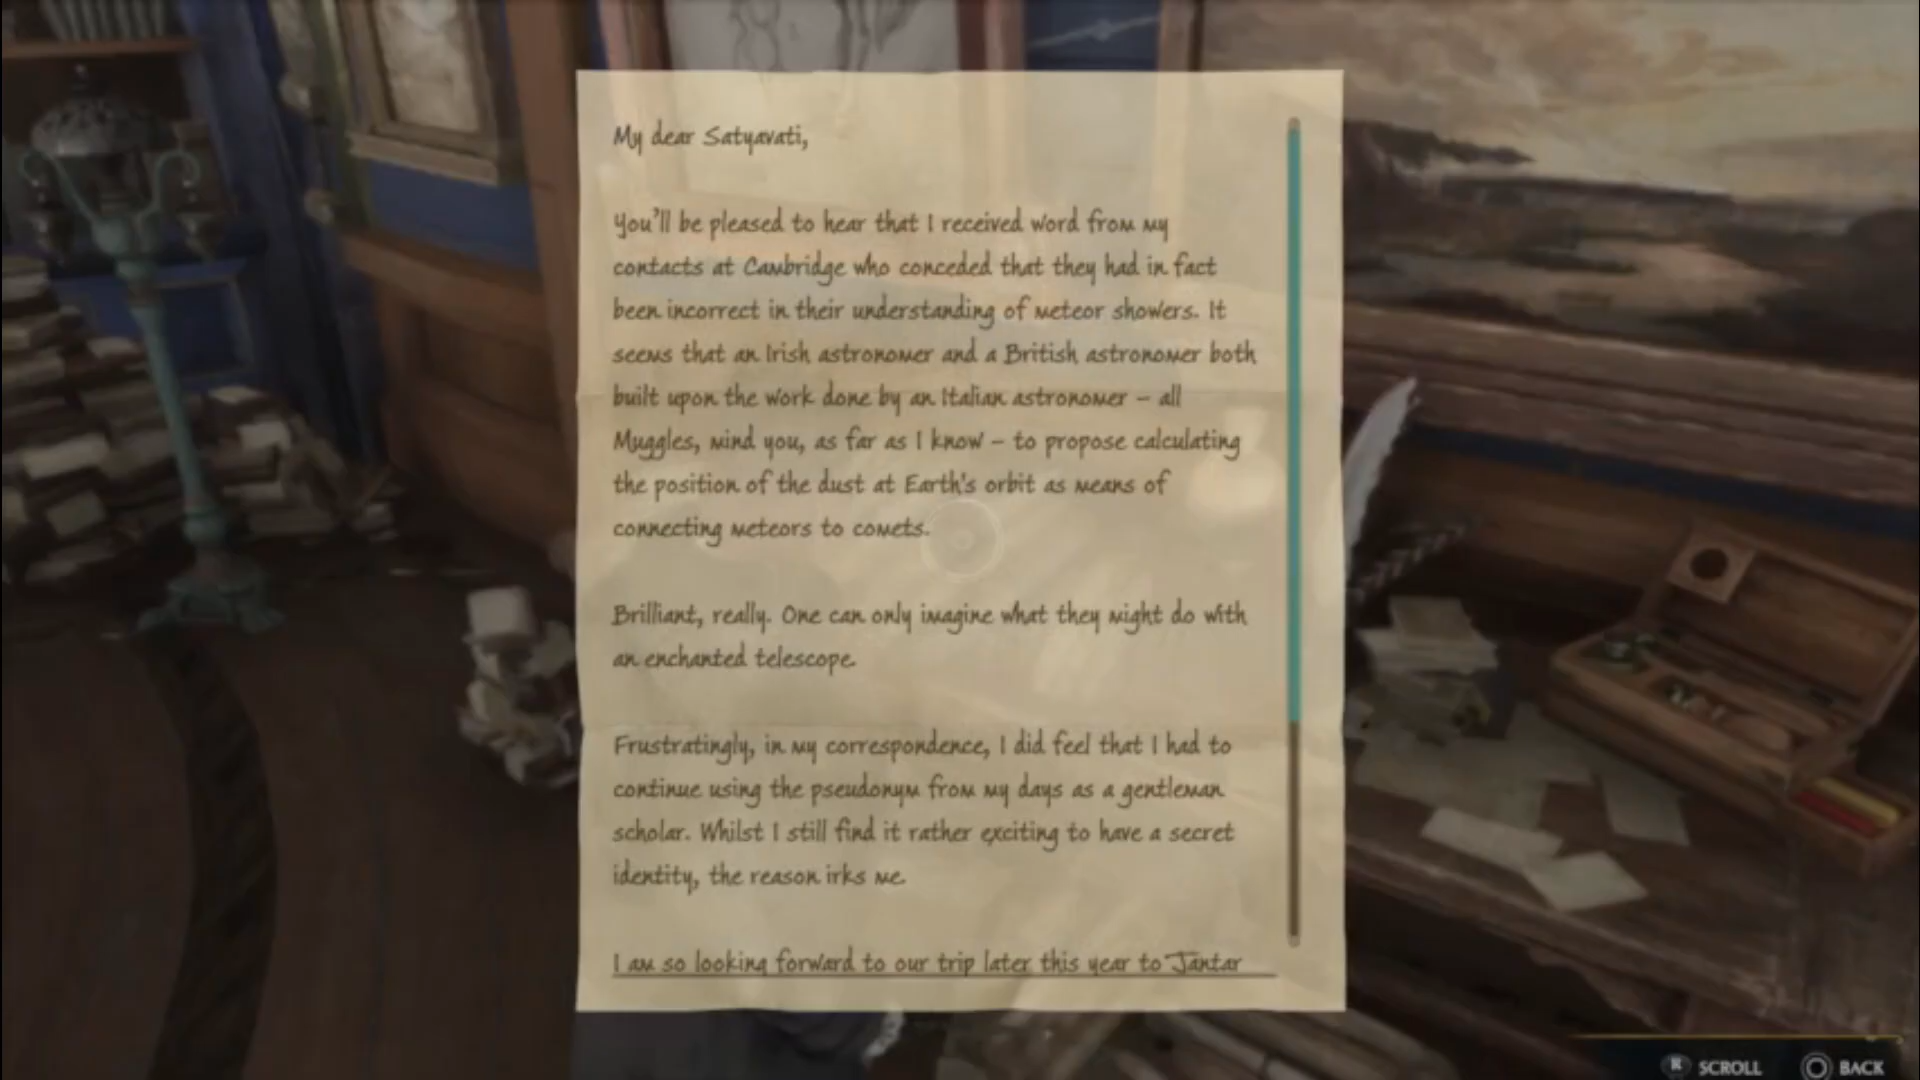 My dear Satyavati,
You'll be pleased to hear that I received word from my
contacts at Cambridge who conceded that they had in fact
been incorrect in their understanding of meteor showers. It
seems that an Irish astronomer and a British astronomer both
built upon the work done by an Italian astronomer – all
Muggles, mind you, as far as I know – to propose calculating
the position of the dust at Earth's orbit as means of
connecting meteors to comets.
Brilliant, really. One can only imagine what they might do with
an enchanted telescope.
Frustratingly, in my correspondence, I did feel that I had to
continue using the pseudonym from my days as a gentleman
scholar. Whilst I still find it rather exciting to have a secret
identity, the reason irks me.
I am so looking forward to our trip later this year to Jantar
R SCROLL BACK